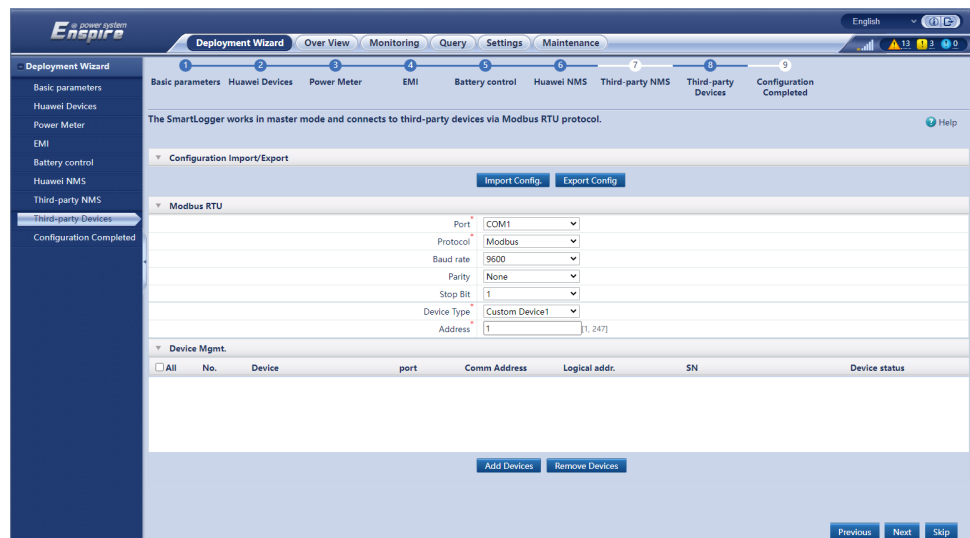 Enspire e power system
English
Deployment Wizard Over View Monitoring Query Settings Maintenance
13 3 0
Deployment Wizard
Basic parameters
Huawei Devices
Power Meter
EMI
Battery control
Huawei NMS
Third-party NMS
Third-party Devices
Configuration Completed
1 2 3 4 5 6 7 8 9
Basic parameters Huawei Devices Power Meter EMI Battery control Huawei NMS Third-party NMS Third-party Devices Configuration Completed
The SmartLogger works in master mode and connects to third-party devices via Modbus RTU protocol.
Help
Configuration Import/Export
Import Config. Export Config
Modbus RTU
Port* COM1
Protocol* Modbus
Baud rate 9600
Parity None
Stop Bit 1
Device Type* Custom Device1
Address* 1 [1, 247]
Device Mgmt.
All No. Device port Comm Address Logical addr. SN Device status
Add Devices Remove Devices
Previous Next Skip